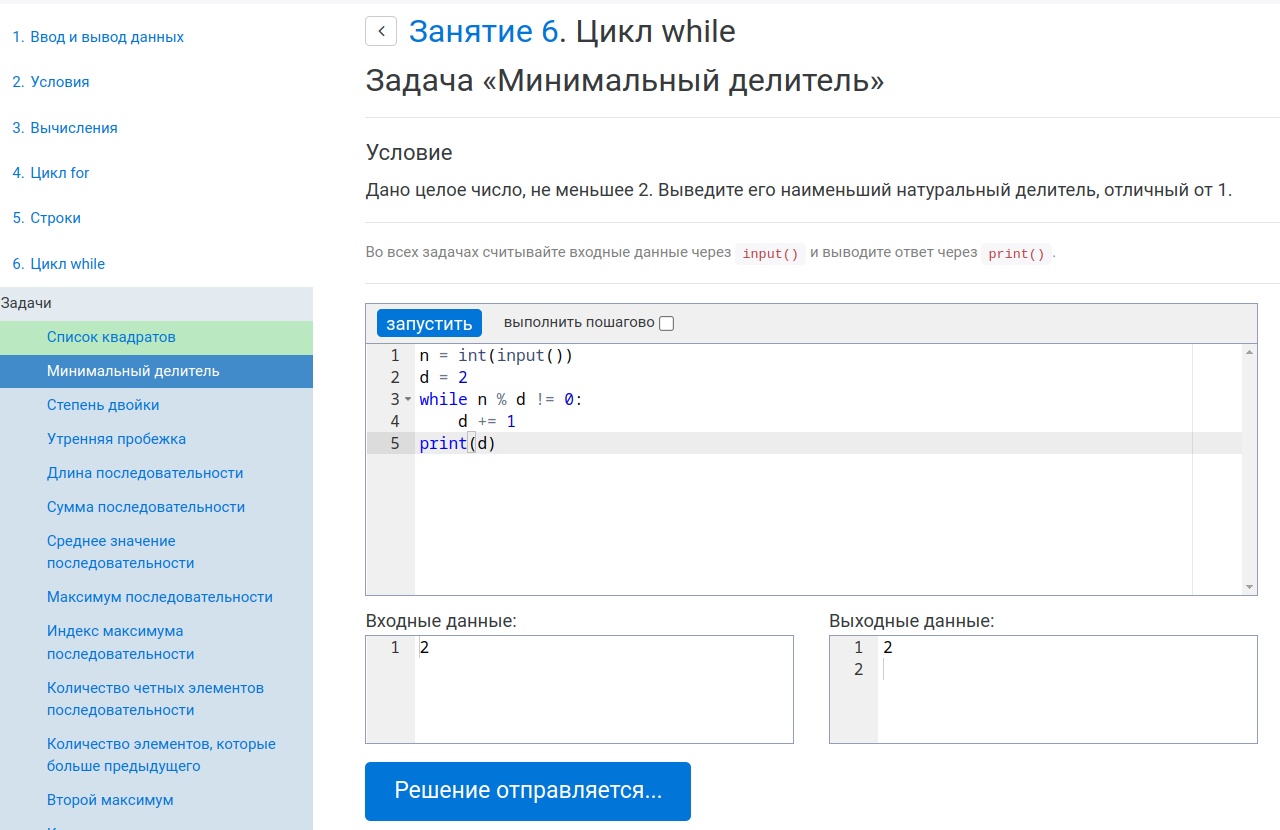 1. Ввод и вывод данных
2. Условия
3. Вычисления
4. Цикл for
5. Строки
6. Цикл while
Задачи
Список квадратов
Минимальный делитель
Степень двойки
Утренняя пробежка
Длина последовательности
Сумма последовательности
Среднее значение
последовательности
Максимум последовательности
Индекс максимума
последовательности
Количество четных элементов
последовательности
Количество элементов, которые
больше предыдущего
Второй максимум
Занятие 6. Цикл while
Задача «Минимальный делитель»
Условие
Дано целое число, не меньшее 2. Выведите его наименьший натуральный делитель, отличный от 1.
Во всех задачах считывайте входные данные через input() и выводите ответ через print().
запустить выполнить пошагово
1 n = int(input())
2 d = 2
3 while n % d != 0:
4     d += 1
5 print(d)
Входные данные:
1 2
Выходные данные:
1 2
2
Решение отправляется...